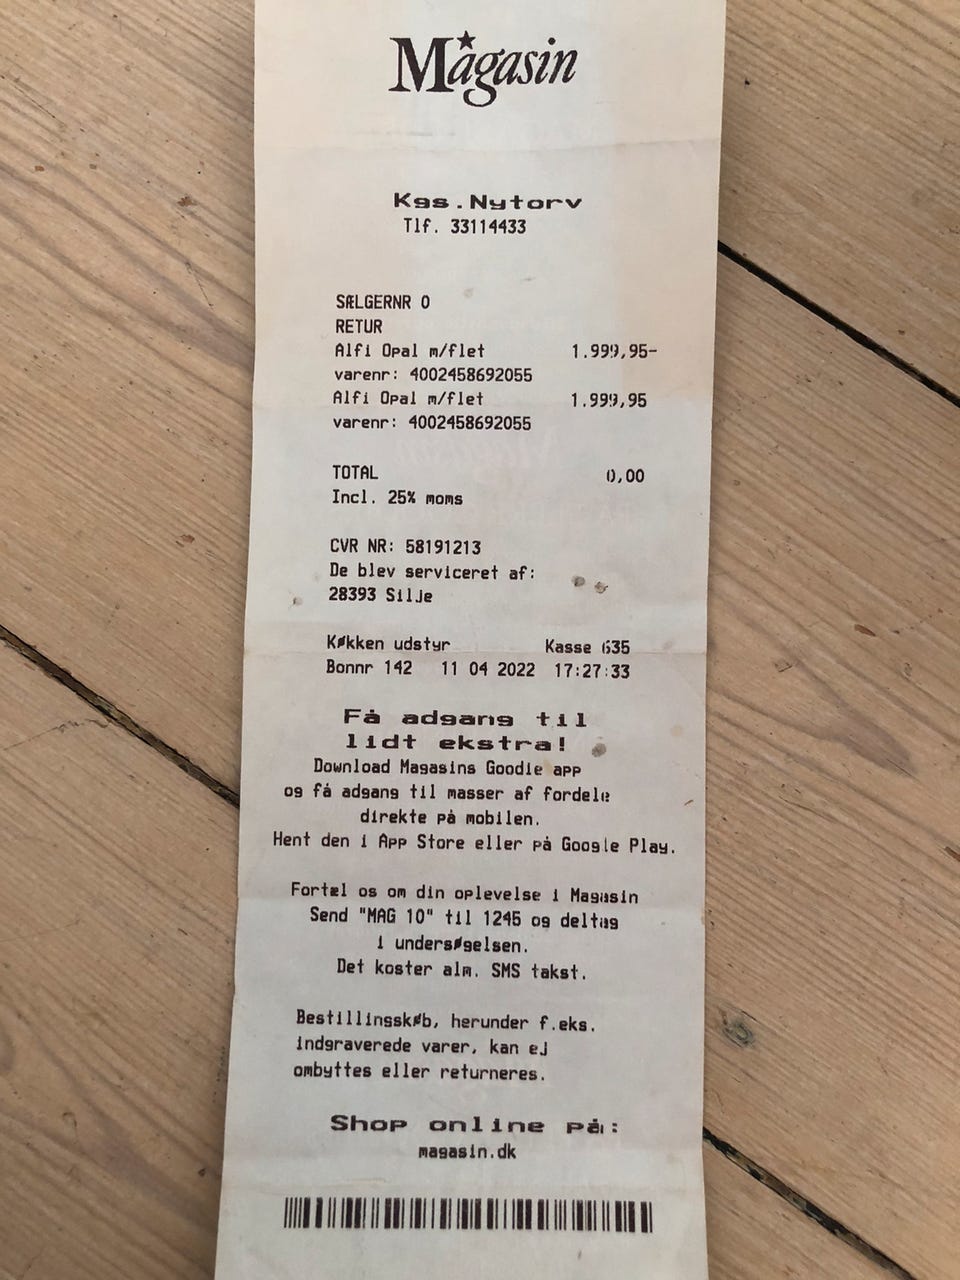 Magasin
Kgs.Nytorv
Tlf. 33114433
SÆLGERNR 0
RETUR
Alfi Opal m/flet 1.999,95-
varenr: 4002458692055
Alfi Opal m/flet 1.999,95
varenr: 4002458692055
TOTAL 0,00
Incl. 25% moms
CVR NR: 58191213
De blev serviceret af:
28393 Silje
Køkken udstyr Kasse 635
Bonnr 142 11 04 2022 17:27:33
Få adgang til
lidt ekstra!
Download Magasins Goodie app
og få adgang til masser af fordele
direkte på mobilen.
Hent den i App Store eller på Google Play.
Fortæl os om din oplevelse i Magasin
Send "MAG 10" til 1245 og deltag
i undersøgelsen.
Det koster alm. SMS takst.
Bestillingskøb, herunder f.eks.
indgraverede varer, kan ej
ombyttes eller returneres.
Shop online på:
magasin.dk